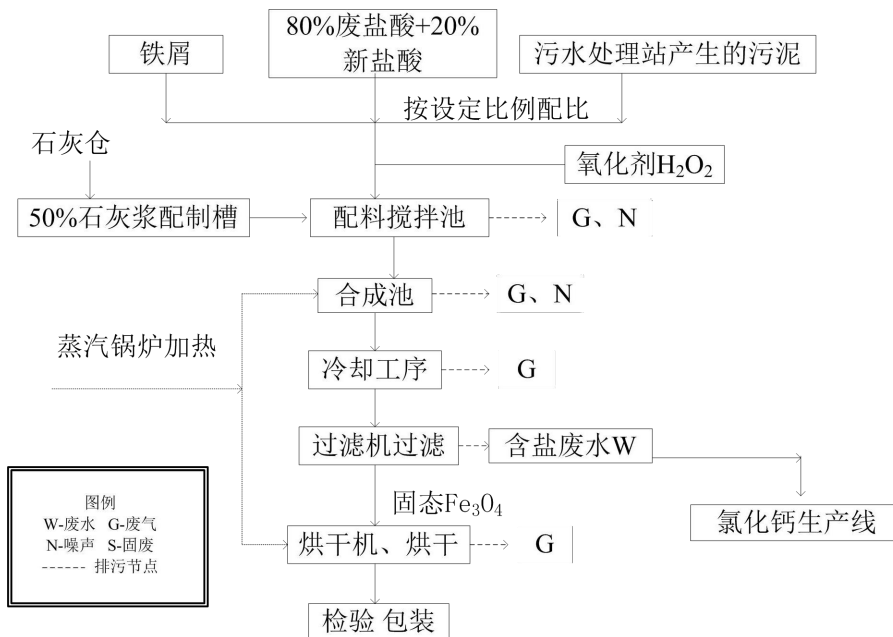 80%废盐酸+20%
新盐酸
铁屑
污水处理站产生的污泥
按设定比例配比
石灰仓
氧化剂H₂O₂
50%石灰浆配制槽
配料搅拌池
G、N
合成池
G、N
蒸汽锅炉加热
冷却工序
G
过滤机过滤
含盐废水W
固态Fe₃O₄
氯化钙生产线
烘干机、烘干
G
检验 包装
图例
W-废水 G-废气
N-噪声 S-固废
------ 排污节点